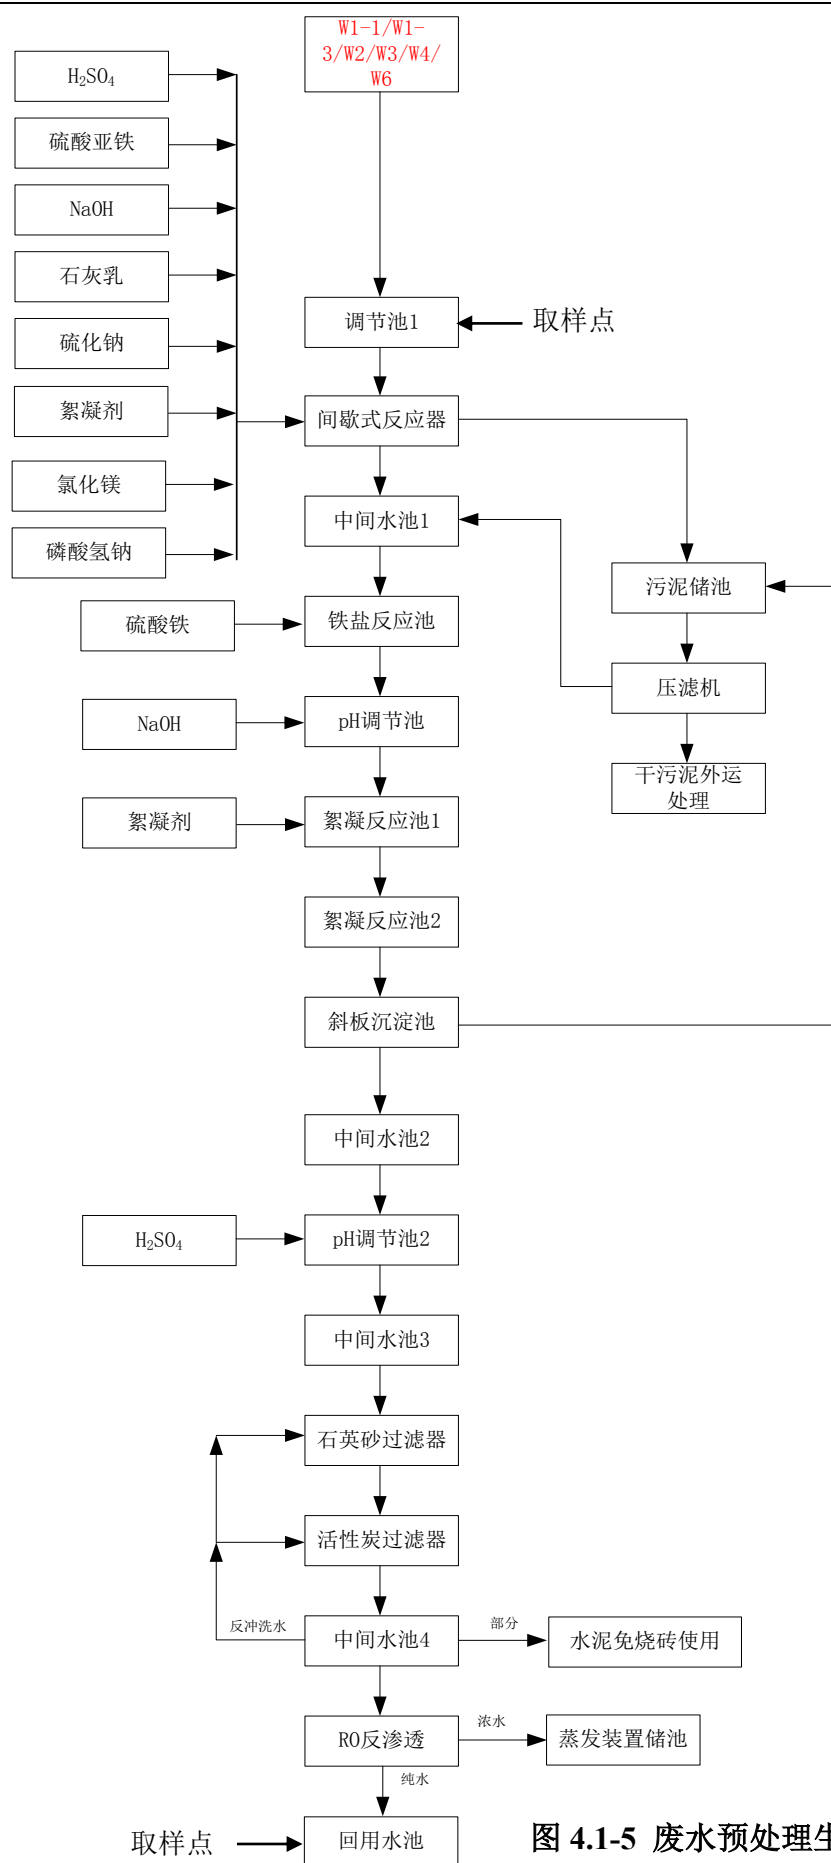 W1-1/W1-
3/W2/W3/W4/
W6
H₂SO₄
硫酸亚铁
NaOH
石灰乳
硫化钠
絮凝剂
氯化镁
磷酸氢钠
调节池1
取样点
间歇式反应器
中间水池1
污泥储池
硫酸铁
铁盐反应池
压滤机
NaOH
pH调节池
干污泥外运
处理
絮凝剂
絮凝反应池1
絮凝反应池2
斜板沉淀池
中间水池2
H₂SO₄
pH调节池2
中间水池3
石英砂过滤器
活性炭过滤器
反冲洗水
中间水池4
部分
水泥免烧砖使用
RO反渗透
浓水
蒸发装置储池
纯水
取样点
回用水池
图 4.1-5 废水预处理生